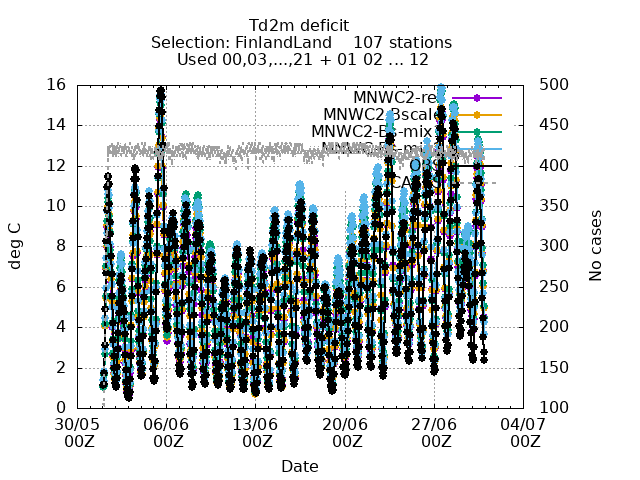 Td2m deficit
Selection: FinlandLand    107 stations
Used 00,03,...,21 + 01 02 ... 12
16 14 12 10 8 6 4 2 0
deg C
500 450 400 350 300 250 200 150 100
No cases
MNWC2-re
MNWC2
MNWC2-
30/05 06/06 13/06 20/06 27/06 04/07
00Z 00Z 00Z 00Z 00Z 00Z
Date